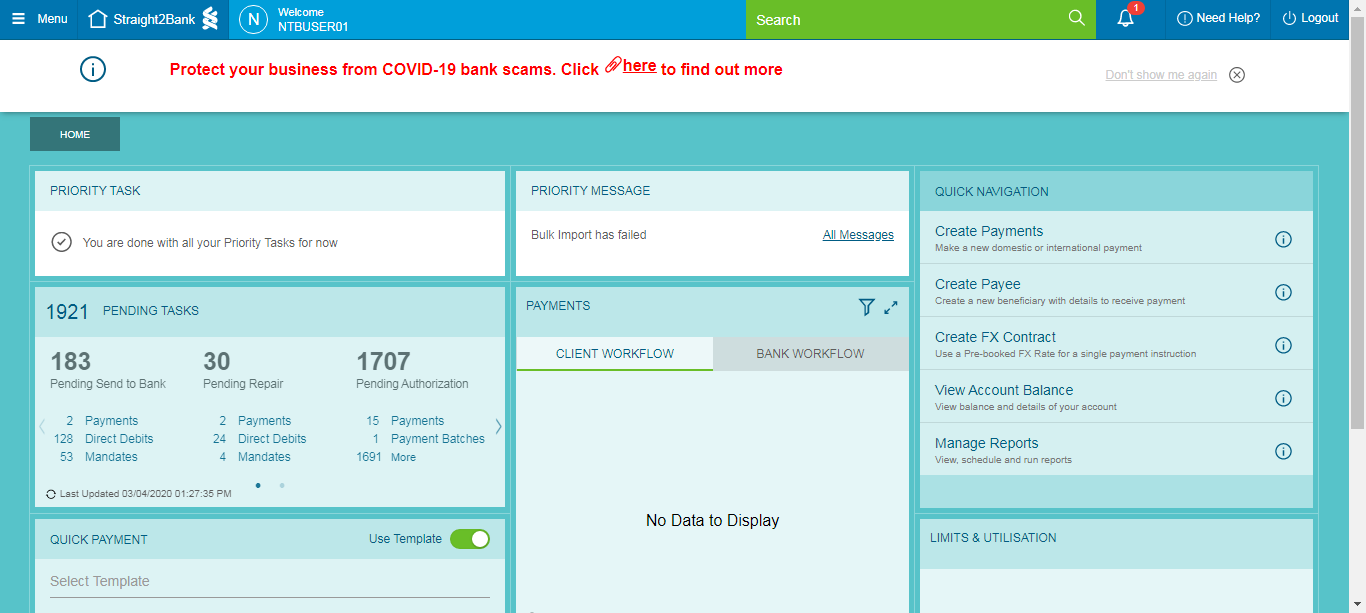 Menu
Straight2Bank
N
Welcome
NTBUSER01
Search
1
Need Help?
Logout
Protect your business from COVID-19 bank scams. Click here to find out more
Don't show me again
HOME
PRIORITY TASK
You are done with all your Priority Tasks for now
PRIORITY MESSAGE
Bulk Import has failed
All Messages
QUICK NAVIGATION
Create Payments
Make a new domestic or international payment
Create Payee
Create a new beneficiary with details to receive payment
Create FX Contract
Use a Pre-booked FX Rate for a single payment instruction
View Account Balance
View balance and details of your account
Manage Reports
View, schedule and run reports
1921 PENDING TASKS
183
Pending Send to Bank
2 Payments
128 Direct Debits
53 Mandates
30
Pending Repair
2 Payments
24 Direct Debits
4 Mandates
1707
Pending Authorization
15 Payments
1 Payment Batches
1691 More
Last Updated 03/04/2020 01:27:35 PM
PAYMENTS
CLIENT WORKFLOW
BANK WORKFLOW
No Data to Display
QUICK PAYMENT
Use Template
Select Template
LIMITS & UTILISATION